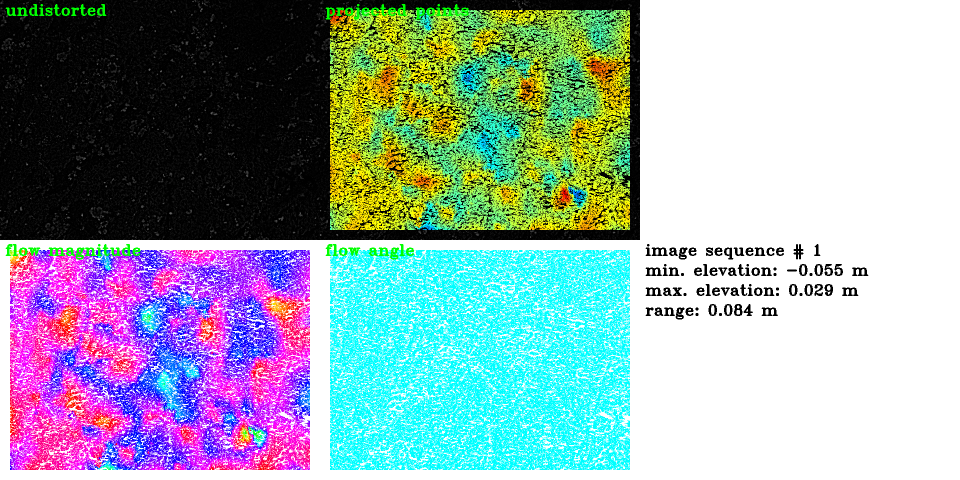 undistorted
projected points
flow magnitude
flow angle
image sequence # 1
min. elevation: -0.055 m
max. elevation: 0.029 m
range: 0.084 m